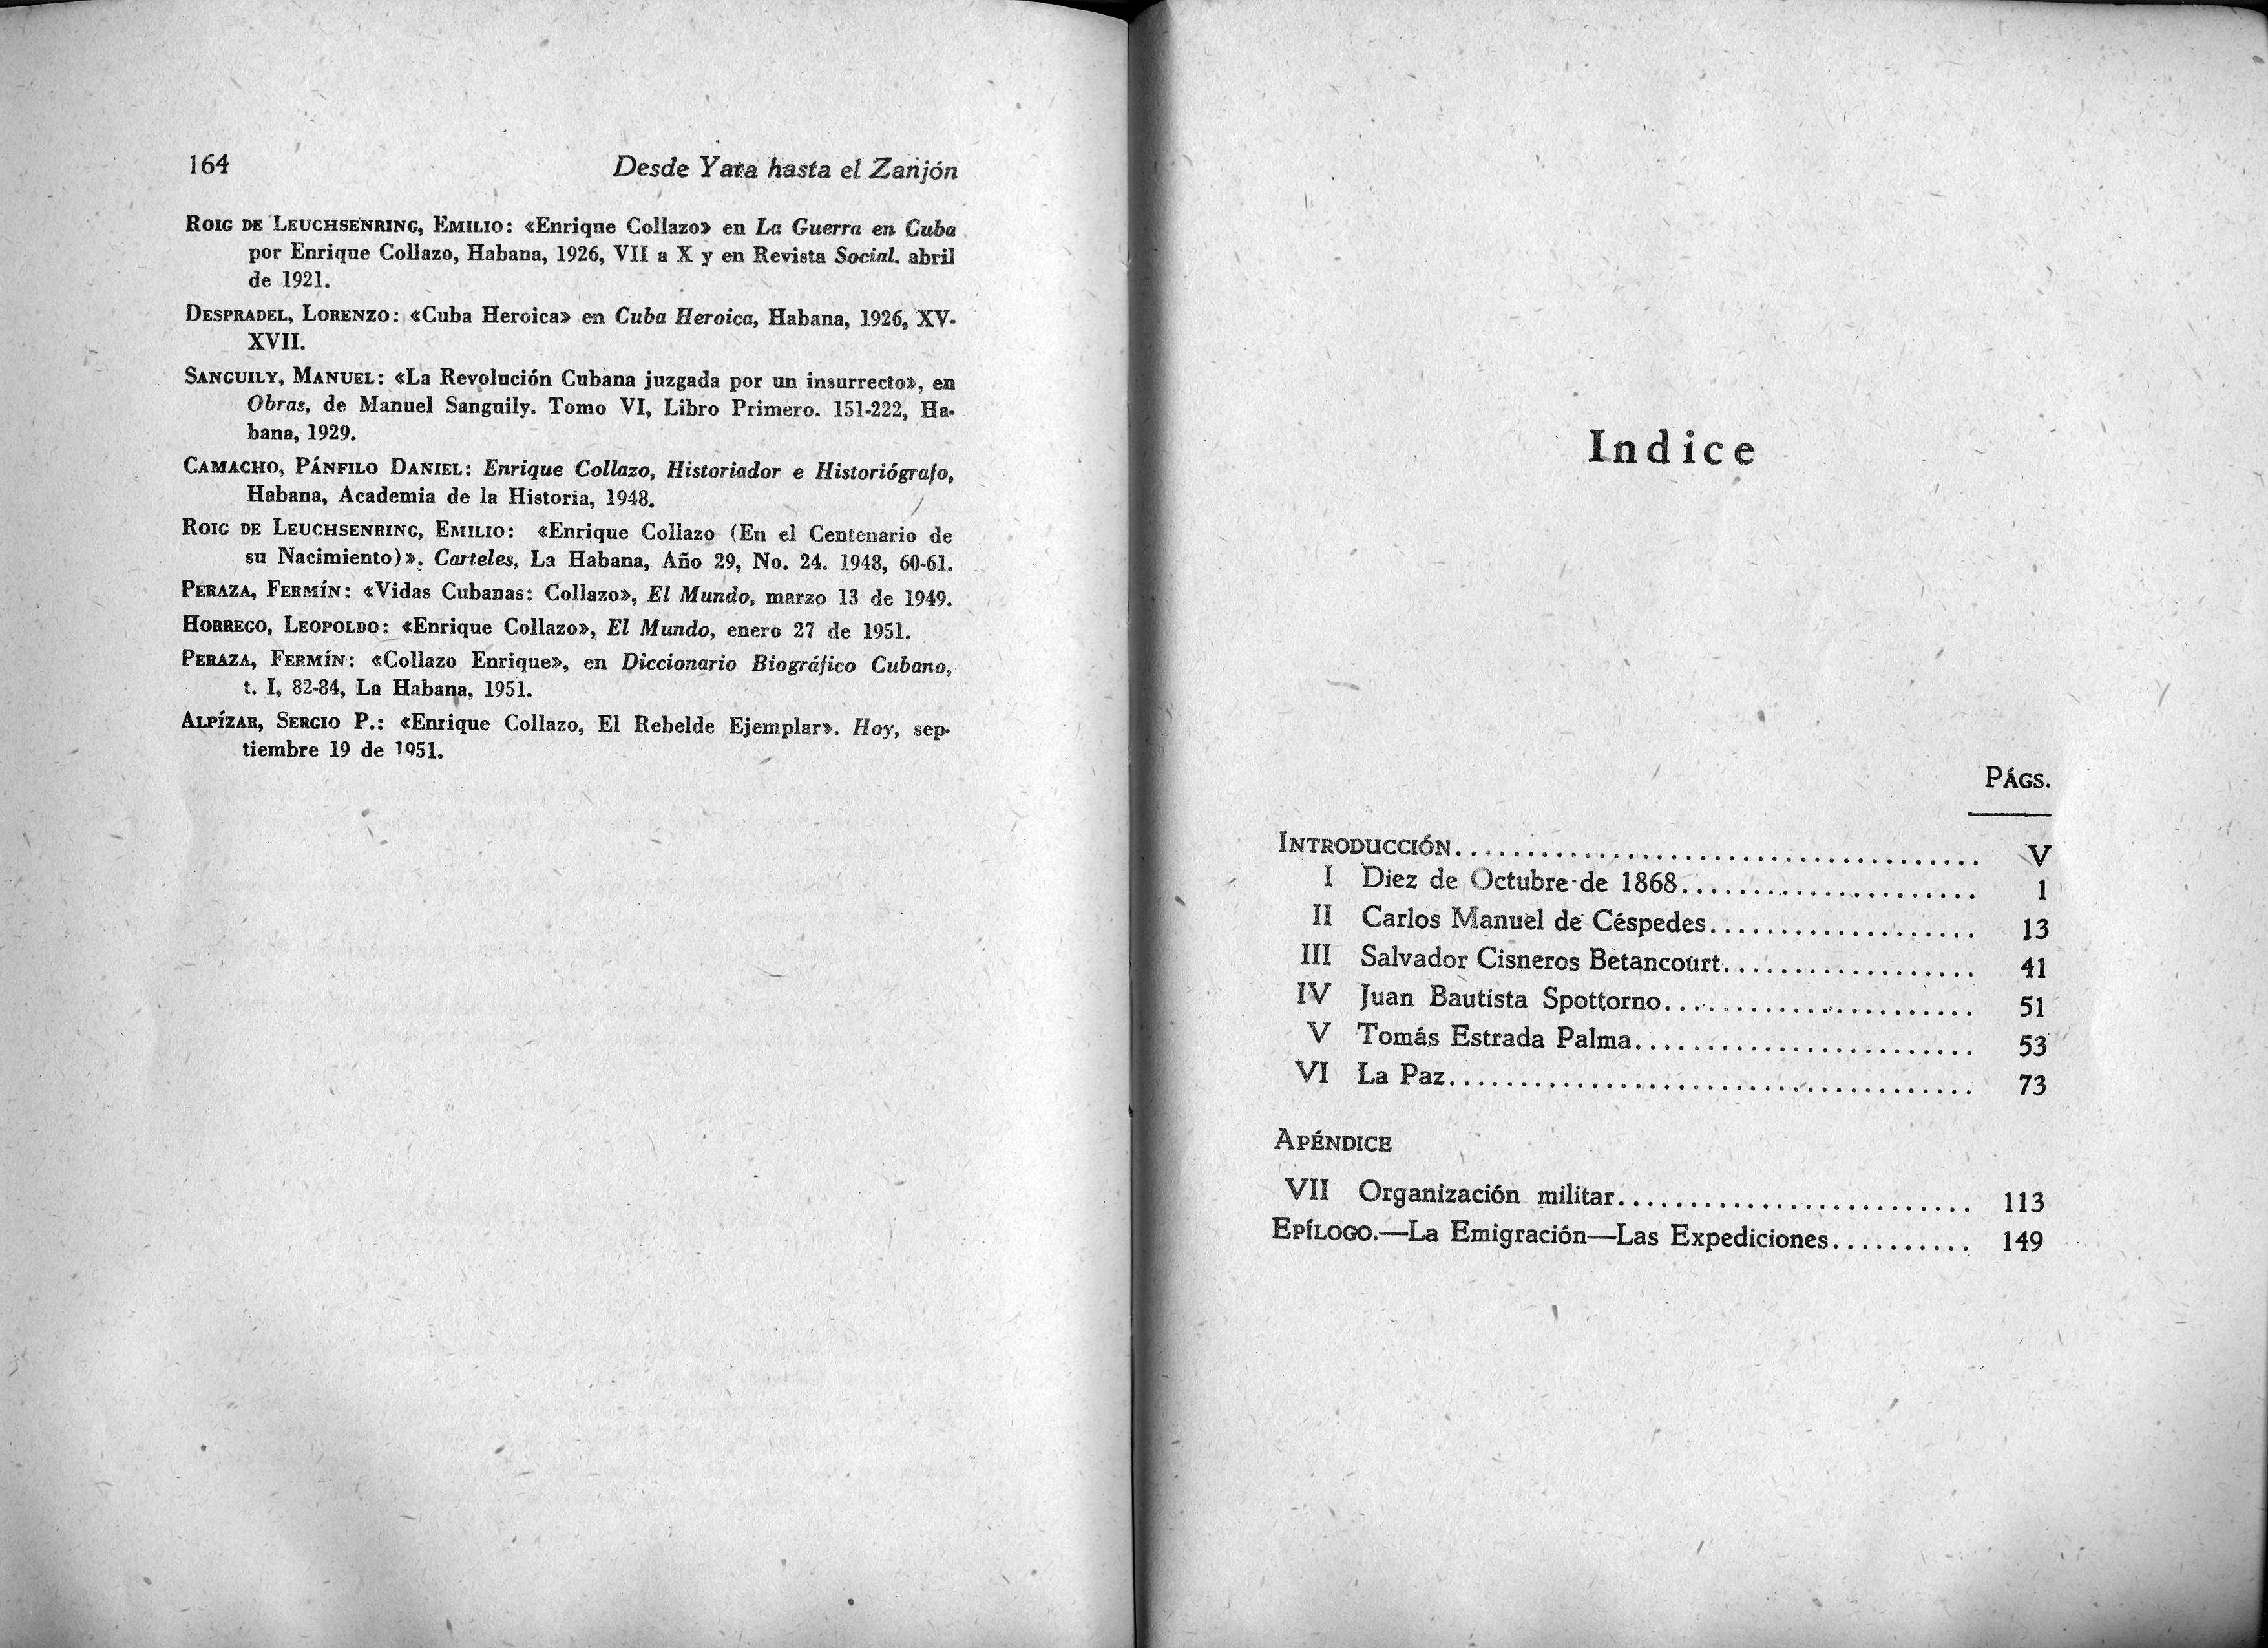 164 Desde Yara hasta el Zanjón
ROIG DE LEUCHSENRING, EMILIO: «Enrique Collazo» en La Guerra en Cuba
por Enrique Collazo, Habana, 1926, VII a X y en Revista Social. abril
de 1921.
DESPRADEL, LORENZO: «Cuba Heroica» en Cuba Heroica, Habana, 1926, XV-
XVII.
SANGUILY, MANUEL: «La Revolución Cubana juzgada por un insurrecto», en
Obras, de Manuel Sanguily. Tomo VI, Libro Primero. 151-222, Ha-
bana, 1929.
CAMACHO, PÁNFILO DANIEL: Enrique Collazo, Historiador e Historiógrafo,
Habana, Academia de la Historia, 1948.
ROIG DE LEUCHSENRING, EMILIO: «Enrique Collazo (En el Centenario de
su Nacimiento)». Carteles, La Habana, Año 29, No. 24. 1948, 60-61.
PERAZA, FERMÍN: «Vidas Cubanas: Collazo», El Mundo, marzo 13 de 1949.
HORREGO, LEOPOLDO: «Enrique Collazo», El Mundo, enero 27 de 1951.
PERAZA, FERMÍN: «Collazo Enrique», en Diccionario Biográfico Cubano,
t. I, 82-84, La Habana, 1951.
ALPÍZAR, SERGIO P.: «Enrique Collazo, El Rebelde Ejemplar». Hoy, sep-
tiembre 19 de 1951.
Indice
PÁGS.
INTRODUCCIÓN..................................... V
I Diez de Octubre de 1868..................... 1
II Carlos Manuel de Céspedes................... 13
III Salvador Cisneros Betancourt.................. 41
IV Juan Bautista Spottorno...................... 51
V Tomás Estrada Palma........................ 53
VI La Paz..................................... 73
APÉNDICE
VII Organización militar......................... 113
EPÍLOGO.—La Emigración—Las Expediciones.......... 149